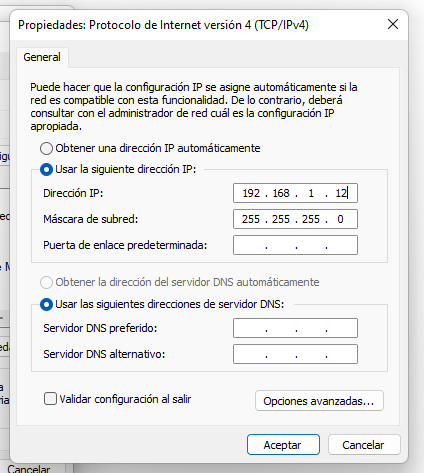 Propiedades: Protocolo de Internet versión 4 (TCP/IPv4)
General
Puede hacer que la configuración IP se asigne automáticamente si la
red es compatible con esta funcionalidad. De lo contrario, deberá
consultar con el administrador de red cuál es la configuración IP
apropiada.
Obtener una dirección IP automáticamente
Usar la siguiente dirección IP:
Dirección IP: 192 . 168 . 1 . 12
Máscara de subred: 255 . 255 . 255 . 0
Puerta de enlace predeterminada: . . .
Obtener la dirección del servidor DNS automáticamente
Usar las siguientes direcciones de servidor DNS:
Servidor DNS preferido: . . .
Servidor DNS alternativo: . . .
Validar configuración al salir
Opciones avanzadas...
Aceptar
Cancelar
Cancelar